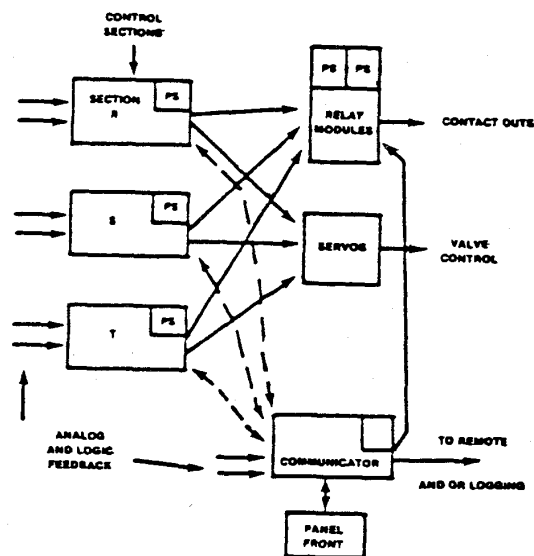 CONTROL
SECTIONS
SECTION
R
PS
PS PS
RELAY
MODULES
CONTACT OUTS
S
PS
SERVOS
VALVE
CONTROL
T
PS
ANALOG
AND LOGIC
FEEDBACK
COMMUNICATOR
TO REMOTE
AND OR LOGGING
PANEL
FRONT